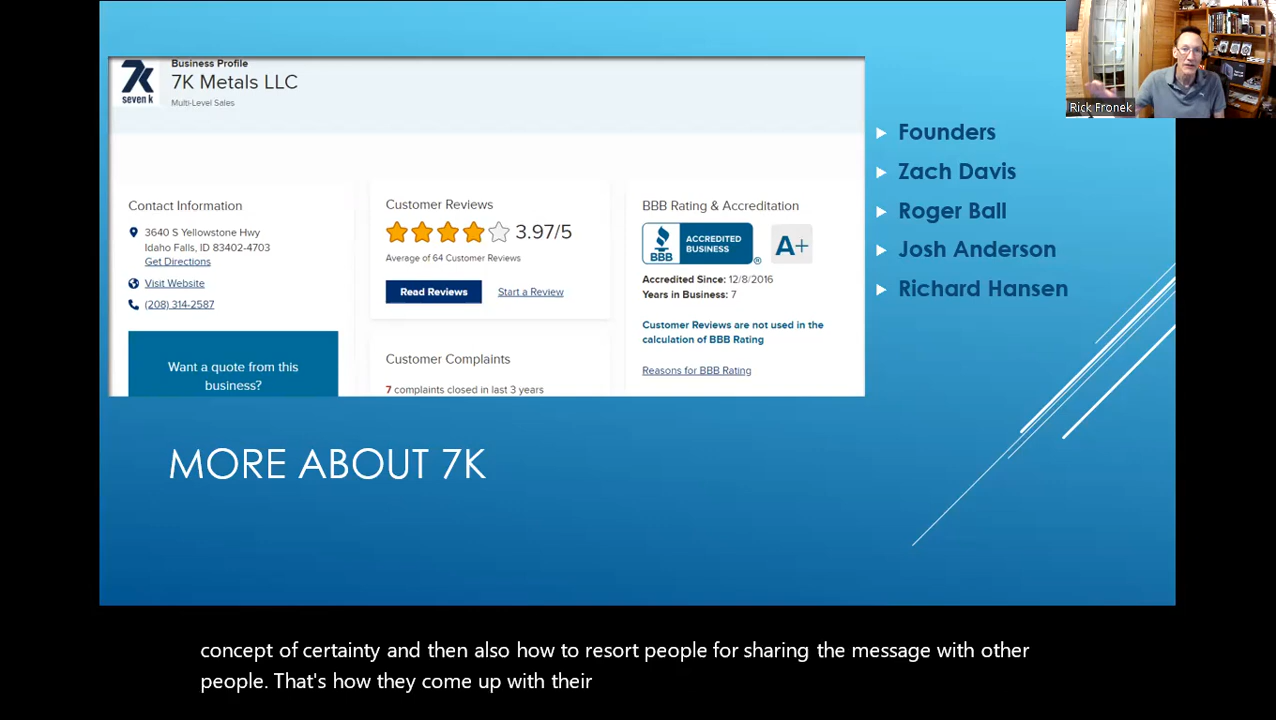 7k
seven k
Business Profile
7K Metals LLC
Multi-Level Sales
Contact Information
3640 S Yellowstone Hwy
Idaho Falls, ID 83402-4703
Get Directions
Visit Website
(208) 314-2587
Want a quote from this
business?
Customer Reviews
3.97/5
Average of 64 Customer Reviews
Read Reviews
Start a Review
Customer Complaints
7 complaints closed in last 3 years
BBB Rating & Accreditation
BBB
ACCREDITED
BUSINESS
®
A+
Accredited Since: 12/8/2016
Years in Business: 7
Customer Reviews are not used in the
calculation of BBB Rating
Reasons for BBB Rating
Founders
Zach Davis
Roger Ball
Josh Anderson
Richard Hansen
Rick Fronek
MORE ABOUT 7K
concept of certainty and then also how to resort people for sharing the message with other
people. That's how they come up with their